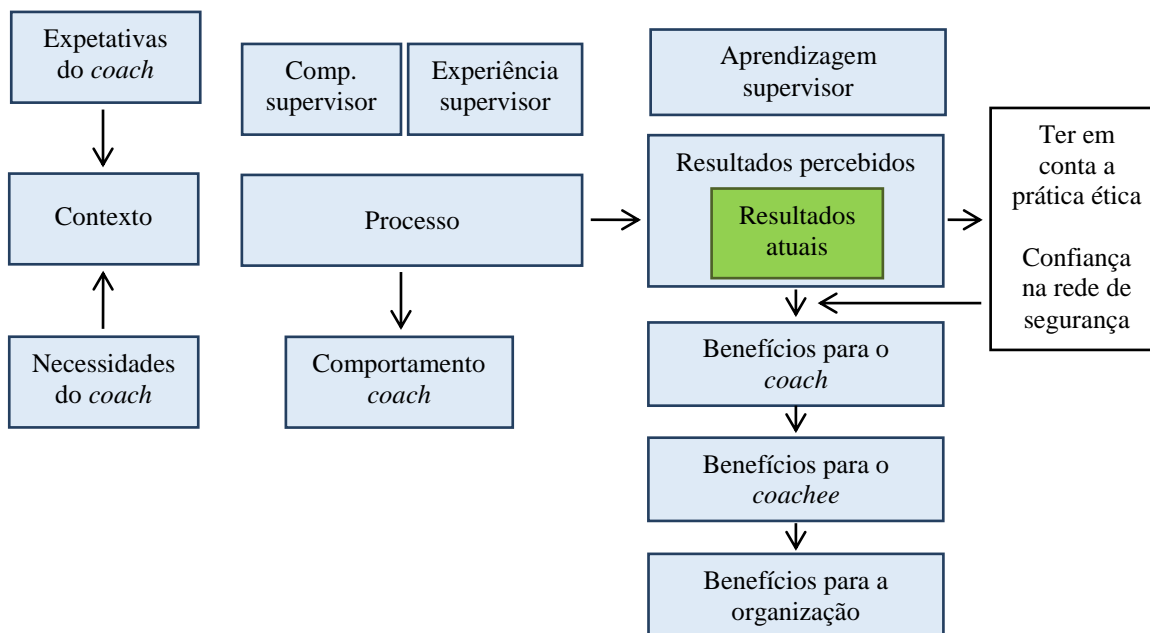 Expetativas
do coach
Comp.
supervisor
Experiência
supervisor
Aprendizagem
supervisor
Contexto
Processo
Resultados percebidos
Resultados
atuais
Ter em
conta a
prática ética
Confiança
na rede de
segurança
Necessidades
do coach
Comportamento
coach
Benefícios para o
coach
Benefícios para o
coachee
Benefícios para a
organização